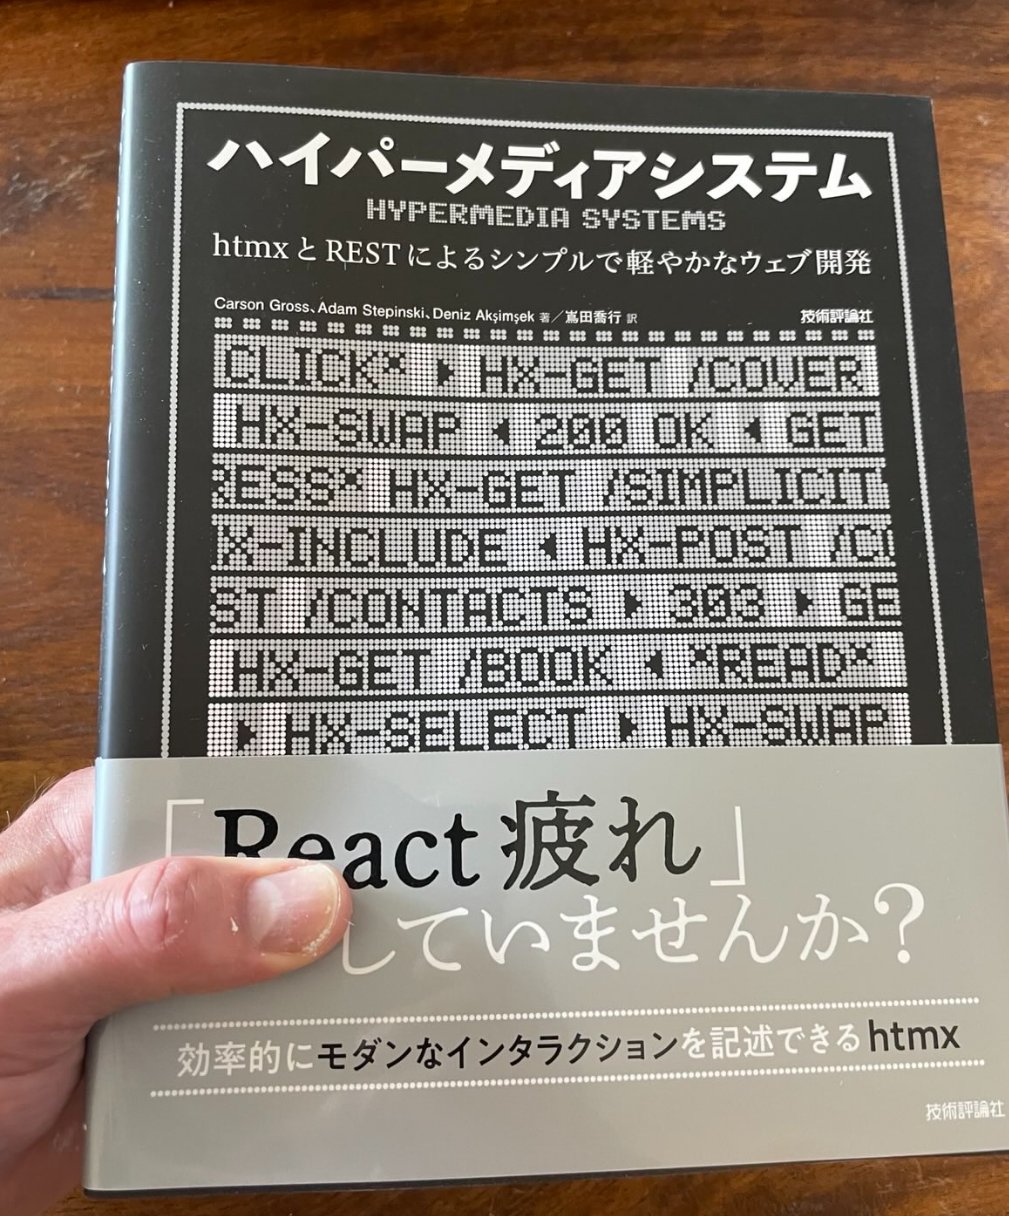 ハイパーメディアシステム
HYPERMEDIA SYSTEMS
htmxとRESTによるシンプルで軽やかなウェブ開発
Carson Gross、Adam Stepinski、Deniz Akşimşek 著／嶌田喬行 訳
技術評論社
CLICK* ▶ HX-GET /COVER
HX-SWAP ◀ 200 OK ◀ GET
RESS* HX-GET /SIMPLICIT
X-INCLUDE ◀ HX-POST /CO
ST /CONTACTS ▶ 303 ▶ GE
HX-GET /BOOK ◀ *READ*
▶ HX-SELECT ▶ HX-SWAP
「React 疲れ」
していませんか?
効率的にモダンなインタラクションを記述できるhtmx
技術評論社